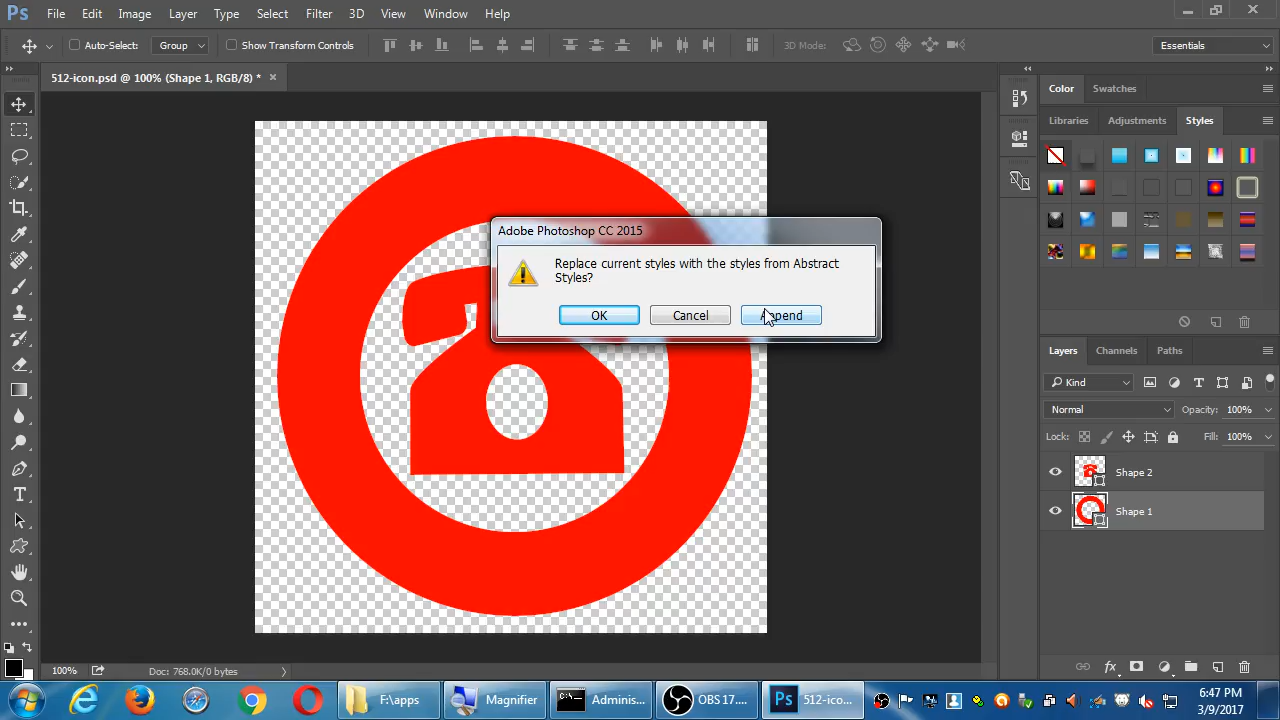 Ps File Edit Image Layer Type Select Filter 3D View Window Help
Auto-Select: Group Show Transform Controls 3D Mode: Essentials
512-icon.psd @ 100% (Shape 1, RGB/8) * ×
Color Swatches
Libraries Adjustments Styles
Adobe Photoshop CC 2015
Replace current styles with the styles from Abstract
Styles?
OK Cancel Append
Layers Channels Paths
Kind
Normal Opacity: 100%
Lock: Fill: 100%
Shape 2
Shape 1
fx
100% Doc: 768.0K/0 bytes
F:\apps Magnifier Adminis... OBS 17.... Ps 512-ico...
6:47 PM
3/9/2017